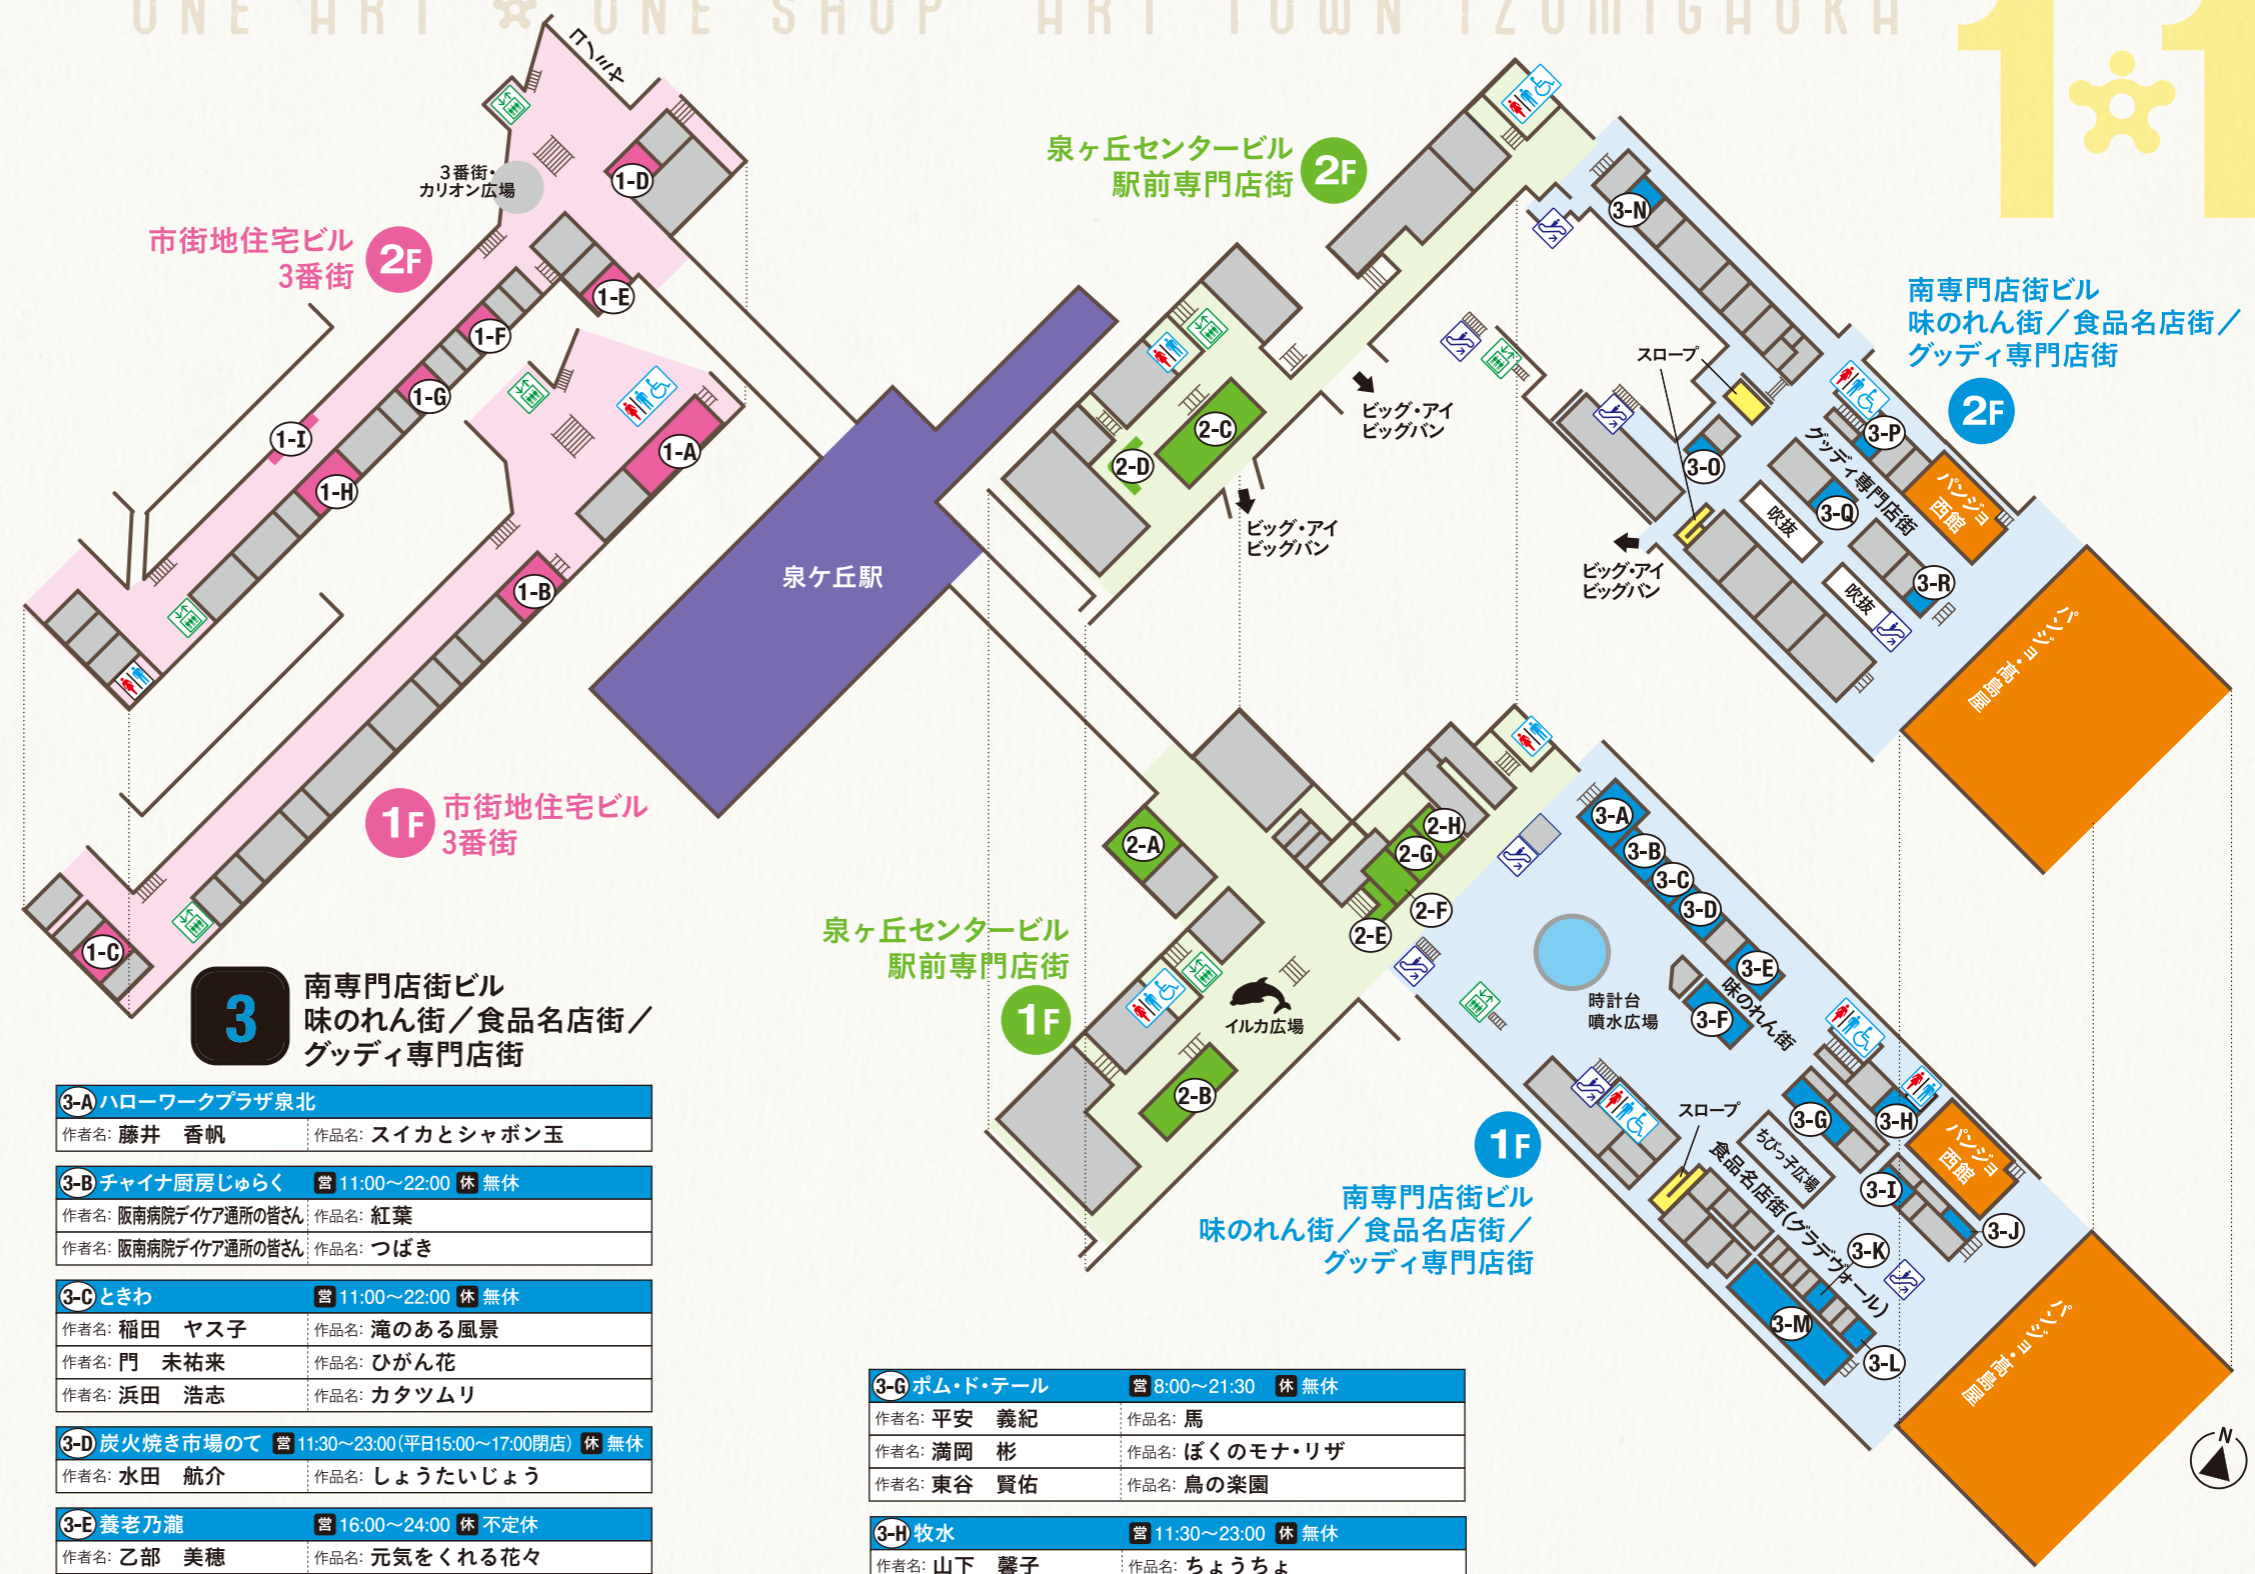 ONE ART ONE SHOP ART TOWN IZUMIGAOKA
1 1
コノミヤ
3番街・
カリオン広場
市街地住宅ビル
3番街
2F
1-D
1-E
1-F
1-G
1-I
1-H
1-A
1-B
1-C
1F
市街地住宅ビル
3番街
泉ケ丘駅
泉ヶ丘センタービル
駅前専門店街
2F
2-C
2-D
ビッグ・アイ
ビッグバン
ビッグ・アイ
ビッグバン
南専門店街ビル
味のれん街／食品名店街／
グッディ専門店街
2F
3-N
スロープ
3-O
3-P
グッディ専門店街
3-Q
3-R
吹抜
吹抜
パンジョ
西館
パンジョ・髙島屋
ビッグ・アイ
ビッグバン
泉ヶ丘センタービル
駅前専門店街
1F
2-A
2-B
2-E
2-F
2-G
2-H
イルカ広場
3-A
3-B
3-C
3-D
3-E
3-F
味のれん街
時計台
噴水広場
スロープ
3-G
3-H
3-I
3-J
3-K
3-L
3-M
ちびっ子広場
食品名店街(グラデヴォール)
パンジョ
西館
パンジョ・髙島屋
1F
南専門店街ビル
味のれん街／食品名店街／
グッディ専門店街
N
3
南専門店街ビル
味のれん街／食品名店街／
グッディ専門店街
3-A ハローワークプラザ泉北
作者名: 藤井　香帆 作品名: スイカとシャボン玉
3-B チャイナ厨房じゅらく 営 11:00〜22:00 休 無休
作者名: 阪南病院デイケア通所の皆さん 作品名: 紅葉
作者名: 阪南病院デイケア通所の皆さん 作品名: つばき
3-C ときわ 営 11:00〜22:00 休 無休
作者名: 稲田　ヤス子 作品名: 滝のある風景
作者名: 門　未祐来 作品名: ひがん花
作者名: 浜田　浩志 作品名: カタツムリ
3-D 炭火焼き市場のて 営 11:30〜23:00(平日15:00〜17:00閉店) 休 無休
作者名: 水田　航介 作品名: しょうたいじょう
3-E 養老乃瀧 営 16:00〜24:00 休 不定休
作者名: 乙部　美穂 作品名: 元気をくれる花々
3-G ポム・ド・テール 営 8:00〜21:30 休 無休
作者名: 平安　義紀 作品名: 馬
作者名: 満岡　彬 作品名: ぼくのモナ・リザ
作者名: 東谷　賢佑 作品名: 鳥の楽園
3-H 牧水 営 11:30〜23:00 休 無休
作者名: 山下　馨子 作品名: ちょうちょ